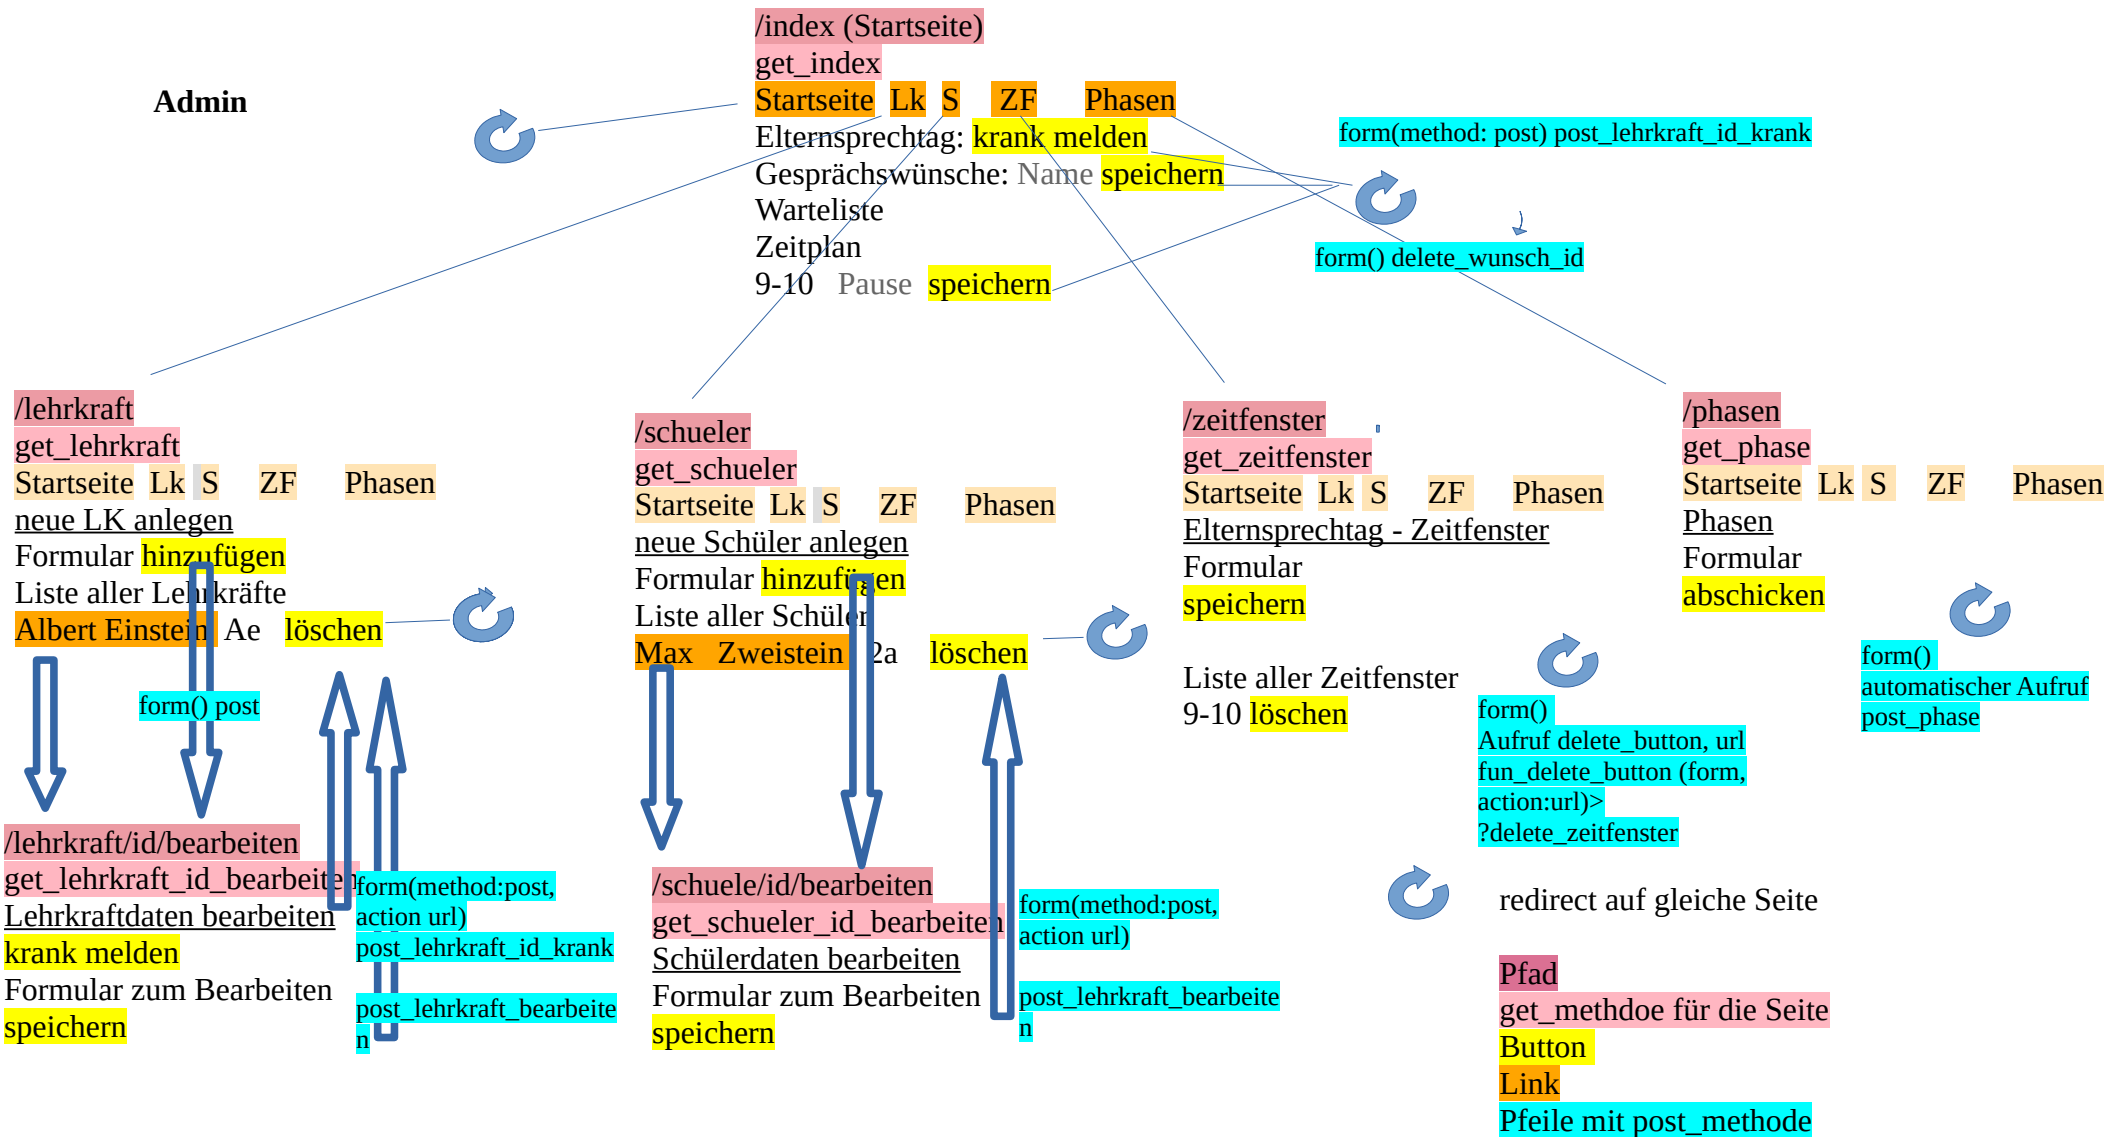 /index (Startseite)
get_index
Admin
Startseite Lk S ZF Phasen
Elternsprechtag: krank melden
form(method: post) post_lehrkraft_id_krank
Gesprächswünsche: Name speichern
Warteliste
Zeitplan
form() delete_wunsch_id
9-10 Pause speichern
/lehrkraft
get_lehrkraft
Startseite Lk S ZF Phasen
neue LK anlegen
Formular hinzufügen
Liste aller Lehrkräfte
Albert Einstein Ae löschen
form() post
/lehrkraft/id/bearbeiten
get_lehrkraft_id_bearbeiten
Lehrkraftdaten bearbeiten
krank melden
Formular zum Bearbeiten
speichern
form(method:post,
action url)
post_lehrkraft_id_krank
post_lehrkraft_bearbeite
n
/schueler
get_schueler
Startseite Lk S ZF Phasen
neue Schüler anlegen
Formular hinzufügen
Liste aller Schüler
Max Zweistein 2a löschen
/schuele/id/bearbeiten
get_schueler_id_bearbeiten
Schülerdaten bearbeiten
Formular zum Bearbeiten
speichern
form(method:post,
action url)
post_lehrkraft_bearbeite
n
/zeitfenster
get_zeitfenster
Startseite Lk S ZF Phasen
Elternsprechtag - Zeitfenster
Formular
speichern
Liste aller Zeitfenster
9-10 löschen
form()
Aufruf delete_button, url
fun_delete_button (form,
action:url)>
?delete_zeitfenster
/phasen
get_phase
Startseite Lk S ZF Phasen
Phasen
Formular
abschicken
form()
automatischer Aufruf
post_phase
redirect auf gleiche Seite
Pfad
get_methdoe für die Seite
Button
Link
Pfeile mit post_methode